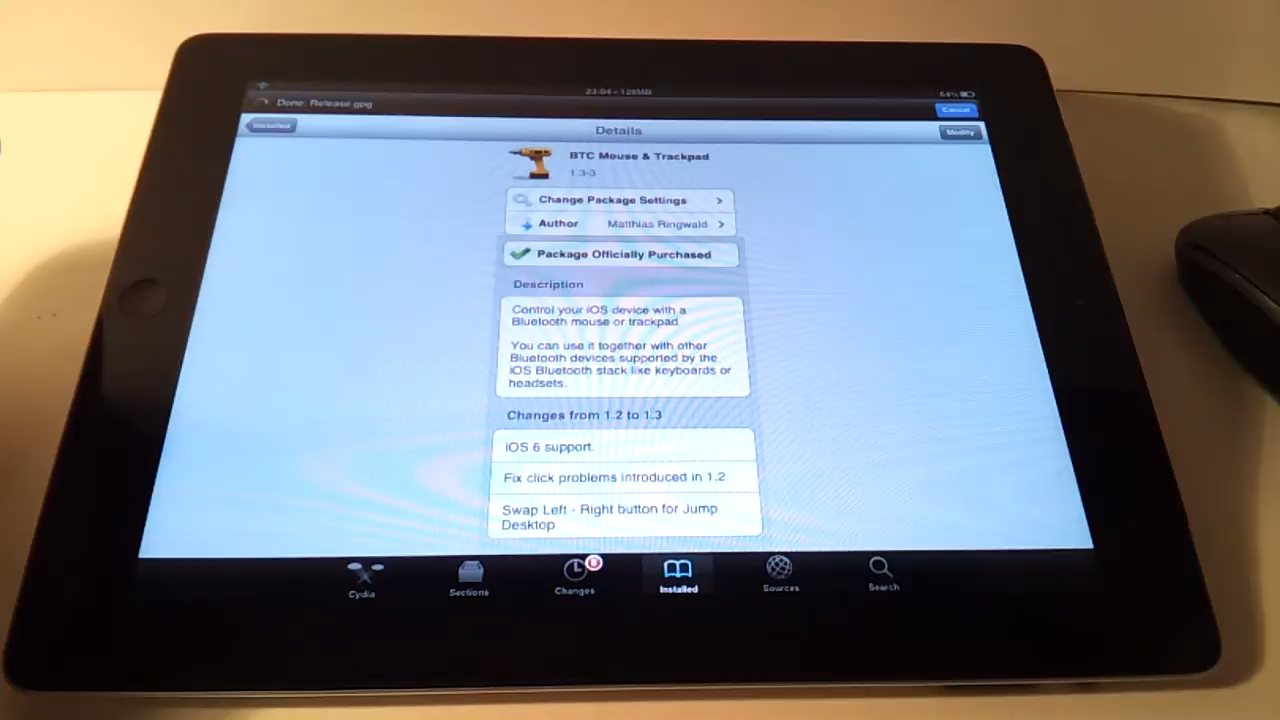 23:04 - 128MB
64%
Done: Release.gpg
Cancel
Installed
Details
Modify
BTC Mouse & Trackpad
1.3-3
Change Package Settings
Author Matthias Ringwald
Package Officially Purchased
Description
Control your iOS device with a
Bluetooth mouse or trackpad
You can use it together with other
Bluetooth devices supported by the
iOS Bluetooth stack like keyboards or
headsets.
Changes from 1.2 to 1.3
iOS 6 support.
Fix click problems introduced in 1.2
Swap Left - Right button for Jump
Desktop
Cydia
Sections
Changes
Installed
Sources
Search